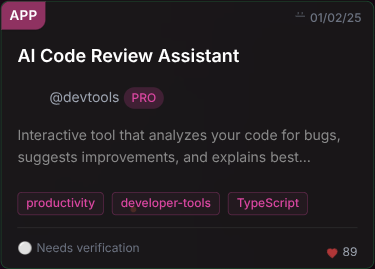 APP
01/02/25
AI Code Review Assistant
@devtools PRO
Interactive tool that analyzes your code for bugs,
suggests improvements, and explains best...
productivity developer-tools TypeScript
Needs verification
89